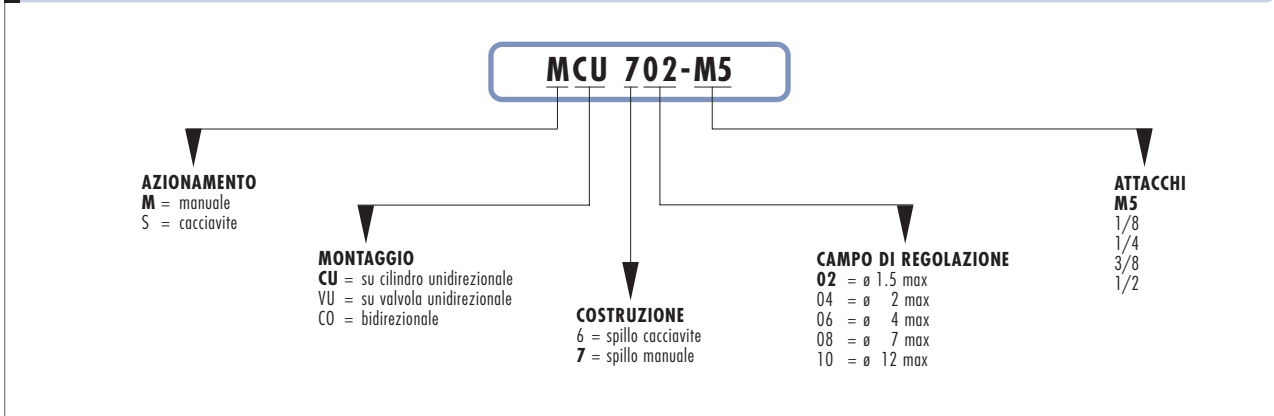 MCU 702-M5
AZIONAMENTO
M = manuale
S = cacciavite
MONTAGGIO
CU = su cilindro unidirezionale
VU = su valvola unidirezionale
CO = bidirezionale
COSTRUZIONE
6 = spillo cacciavite
7 = spillo manuale
CAMPO DI REGOLAZIONE
02 = ø 1.5 max
04 = ø 2 max
06 = ø 4 max
08 = ø 7 max
10 = ø 12 max
ATTACCHI
M5
1/8
1/4
3/8
1/2